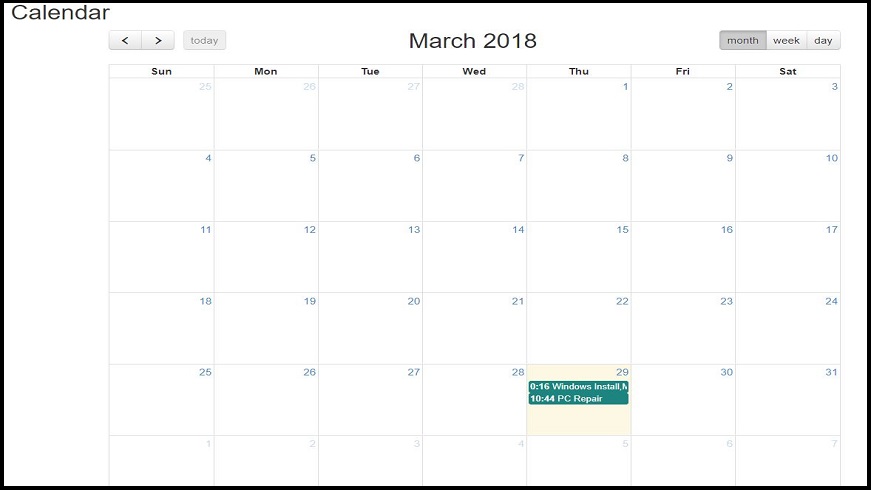 Calendar
< > today March 2018 month week day
Sun Mon Tue Wed Thu Fri Sat
25 26 27 28 1 2 3
4 5 6 7 8 9 10
11 12 13 14 15 16 17
18 19 20 21 22 23 24
25 26 27 28 29 30 31
0:16 Windows Install,M
10:44 PC Repair
1 2 3 4 5 6 7